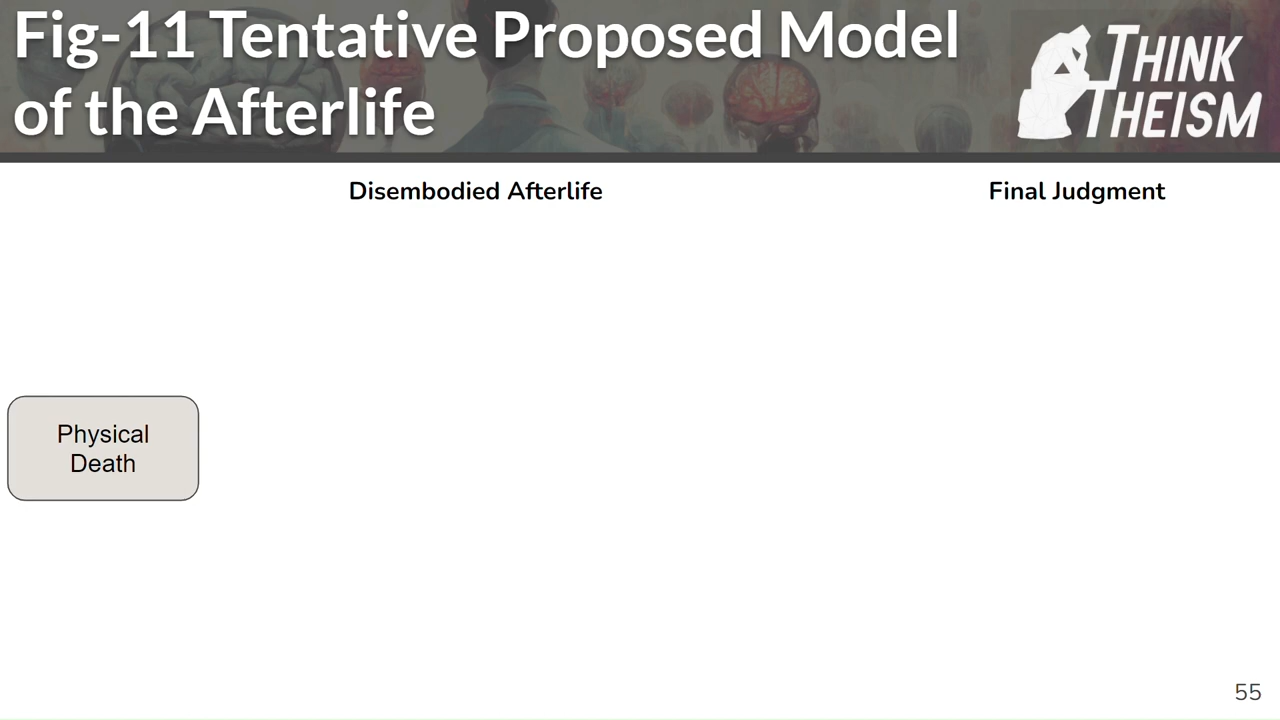 Fig-11 Tentative Proposed Model
of the Afterlife
THINK
THEISM
Disembodied Afterlife
Final Judgment
Physical
Death
55